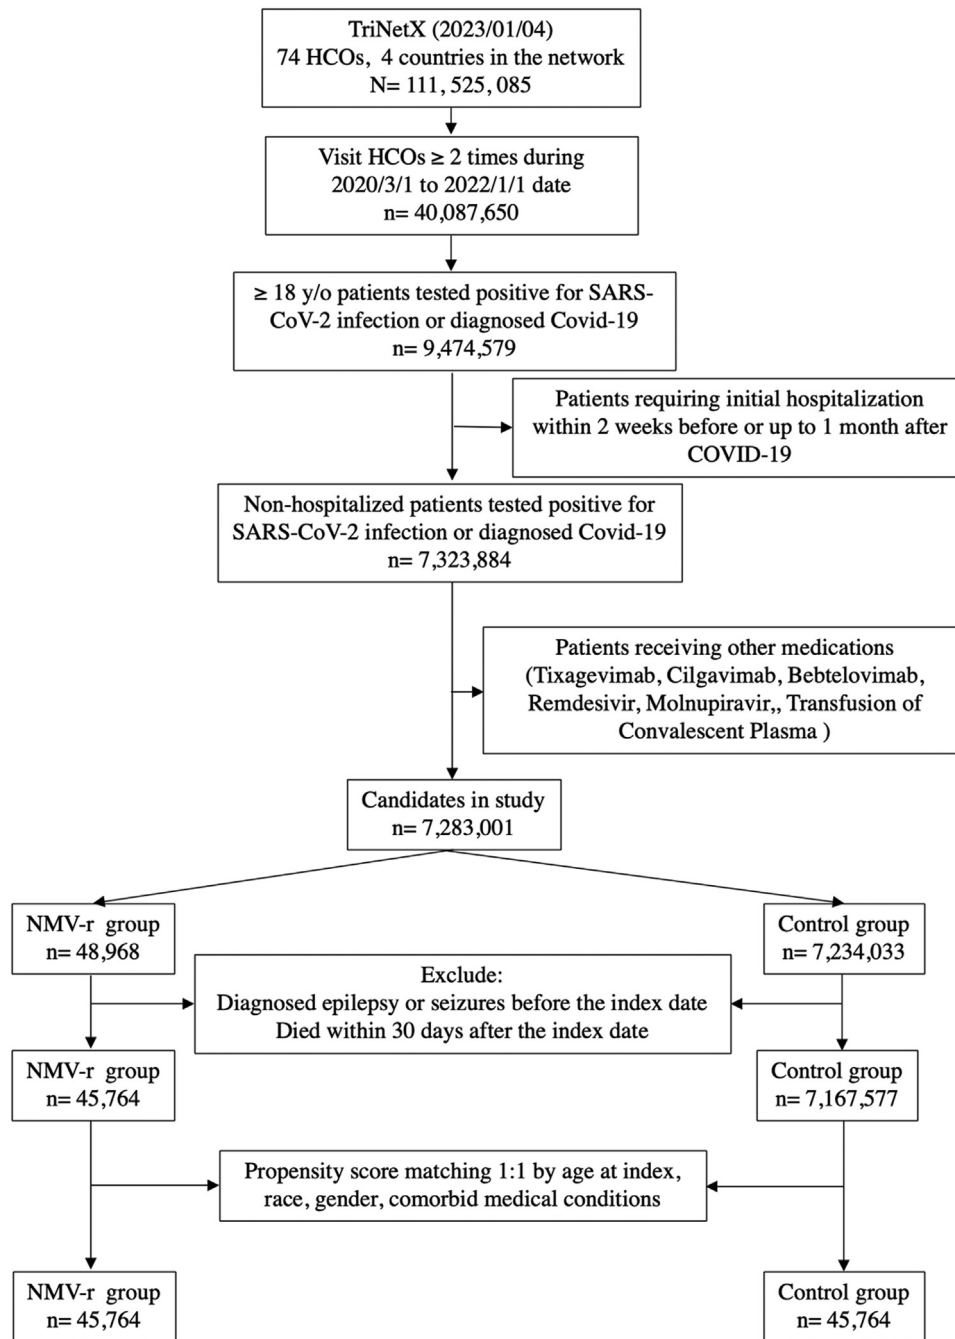 TriNetX (2023/01/04)
74 HCOs, 4 countries in the network
N= 111, 525, 085
Visit HCOs ≥ 2 times during
2020/3/1 to 2022/1/1 date
n= 40,087,650
≥ 18 y/o patients tested positive for SARS-
CoV-2 infection or diagnosed Covid-19
n= 9,474,579
Patients requiring initial hospitalization
within 2 weeks before or up to 1 month after
COVID-19
Non-hospitalized patients tested positive for
SARS-CoV-2 infection or diagnosed Covid-19
n= 7,323,884
Patients receiving other medications
(Tixagevimab, Cilgavimab, Bebtelovimab,
Remdesivir, Molnupiravir,, Transfusion of
Convalescent Plasma )
Candidates in study
n= 7,283,001
NMV-r group
n= 48,968
Control group
n= 7,234,033
Exclude:
Diagnosed epilepsy or seizures before the index date
Died within 30 days after the index date
NMV-r group
n= 45,764
Control group
n= 7,167,577
Propensity score matching 1:1 by age at index,
race, gender, comorbid medical conditions
NMV-r group
n= 45,764
Control group
n= 45,764